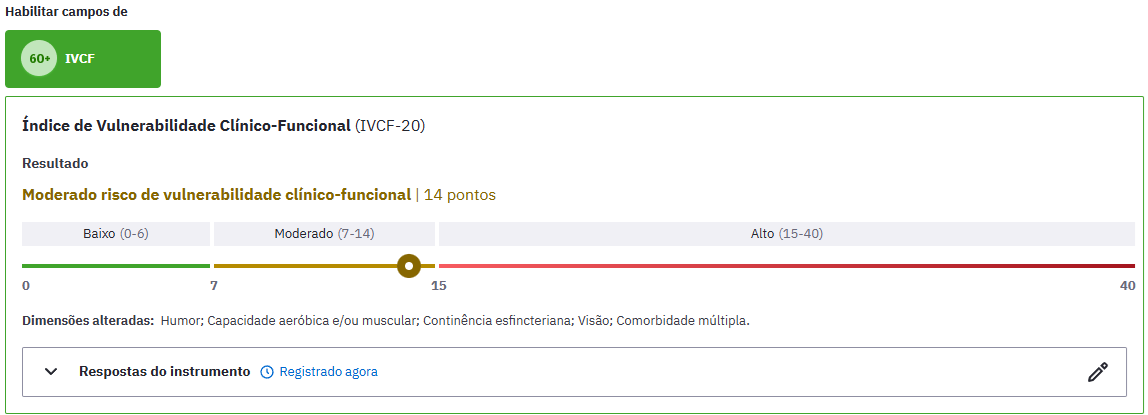 Habilitar campos de
60+ IVCF
Índice de Vulnerabilidade Clínico-Funcional (IVCF-20)
Resultado
Moderado risco de vulnerabilidade clínico-funcional | 14 pontos
Baixo (0-6) Moderado (7-14) Alto (15-40)
0 7 15 40
Dimensões alteradas: Humor; Capacidade aeróbica e/ou muscular; Continência esfincteriana; Visão; Comorbidade múltipla.
Respostas do instrumento Registrado agora